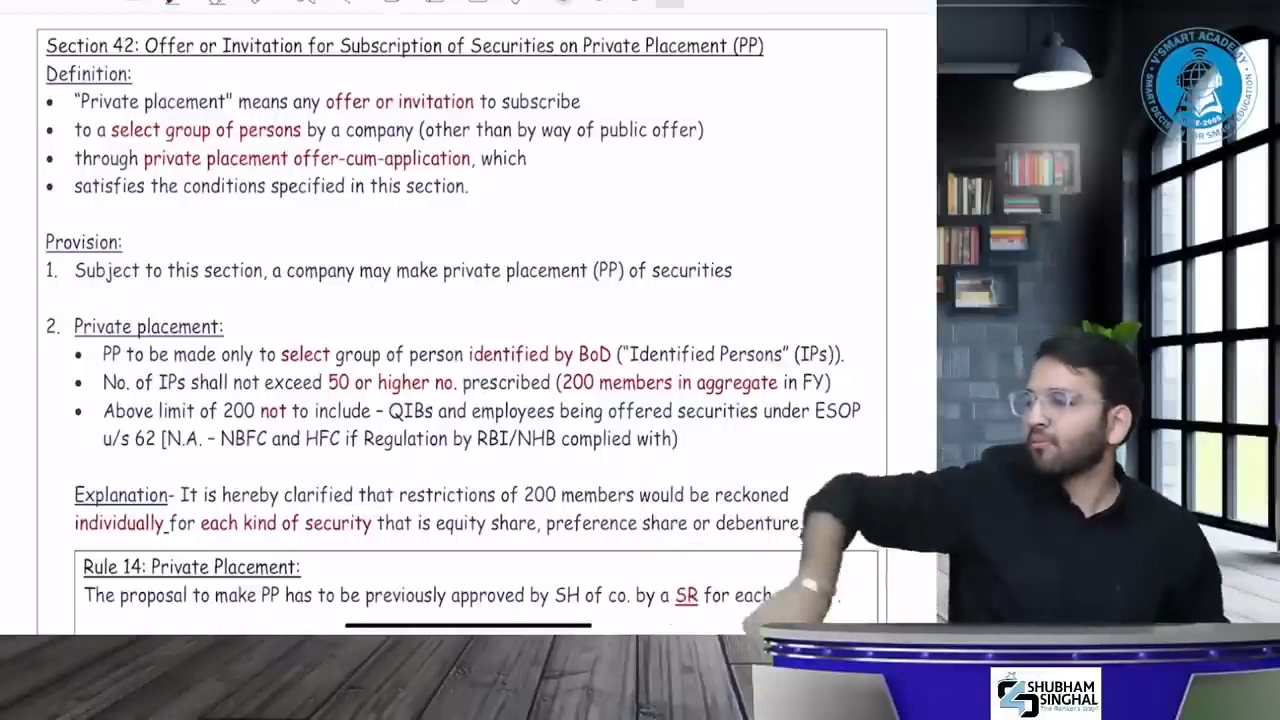 Section 42: Offer or Invitation for Subscription of Securities on Private Placement (PP)
Definition:
• "Private placement" means any offer or invitation to subscribe
• to a select group of persons by a company (other than by way of public offer)
• through private placement offer-cum-application, which
• satisfies the conditions specified in this section.
Provision:
1. Subject to this section, a company may make private placement (PP) of securities
2. Private placement:
• PP to be made only to select group of person identified by BoD ("Identified Persons" (IPs)).
• No. of IPs shall not exceed 50 or higher no. prescribed (200 members in aggregate in FY)
• Above limit of 200 not to include – QIBs and employees being offered securities under ESOP
u/s 62 [N.A. – NBFC and HFC if Regulation by RBI/NHB complied with)
Explanation- It is hereby clarified that restrictions of 200 members would be reckoned
individually for each kind of security that is equity share, preference share or debenture.
Rule 14: Private Placement:
The proposal to make PP has to be previously approved by SH of co. by a SR for each
V'SMART ACADEMY
SHUBHAM
SINGHAL
The Ranker's Way!